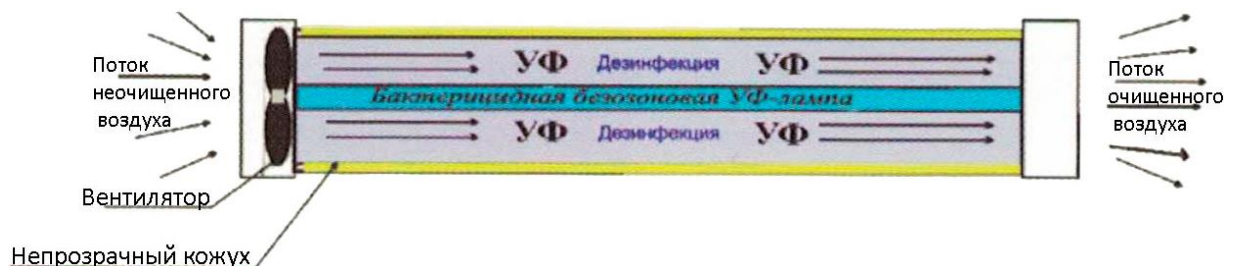 УФ Дезинфекция УФ
Поток
неочищенного
воздуха
Бактерицидная безозоновая УФ-лампа
Поток
очищенного
воздуха
УФ Дезинфекция УФ
Вентилятор
Непрозрачный кожух